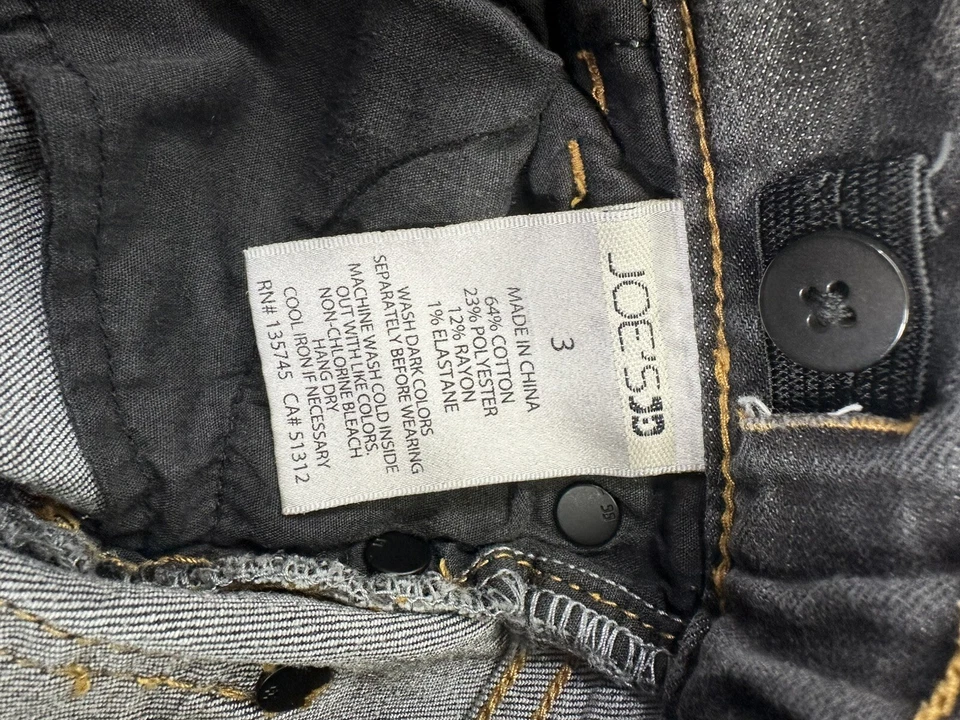 JOE'S
3
MADE IN CHINA
64% COTTON
23% POLYESTER
12% RAYON
1% ELASTANE
WASH DARK COLORS
SEPARATELY BEFORE WEARING
MACHINE WASH COLD INSIDE
OUT WITH LIKE COLORS.
NON-CHLORINE BLEACH
HANG DRY
COOL IRON IF NECESSARY
RN# 135745 CA# 51312